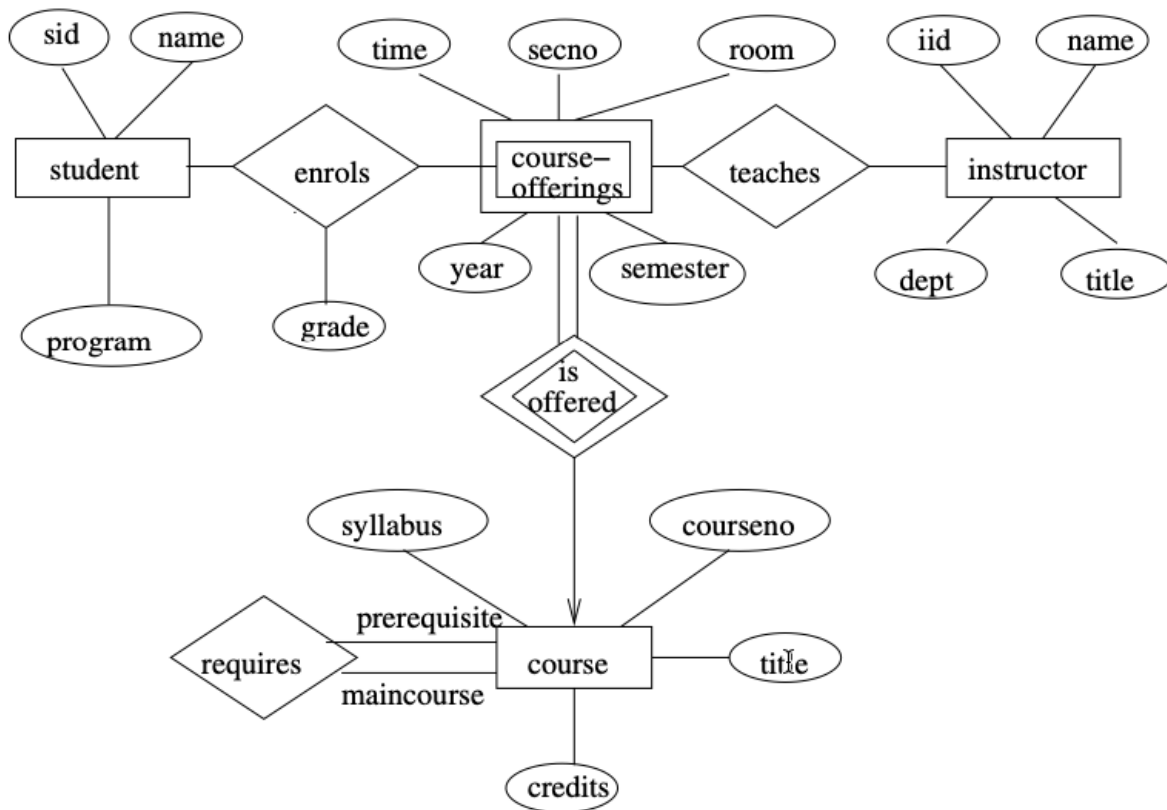 sid
name
time
secno
room
iid
name
student
enrols
course–
offerings
teaches
instructor
year
semester
dept
title
program
grade
is
offered
syllabus
courseno
prerequisite
requires
course
title
maincourse
credits